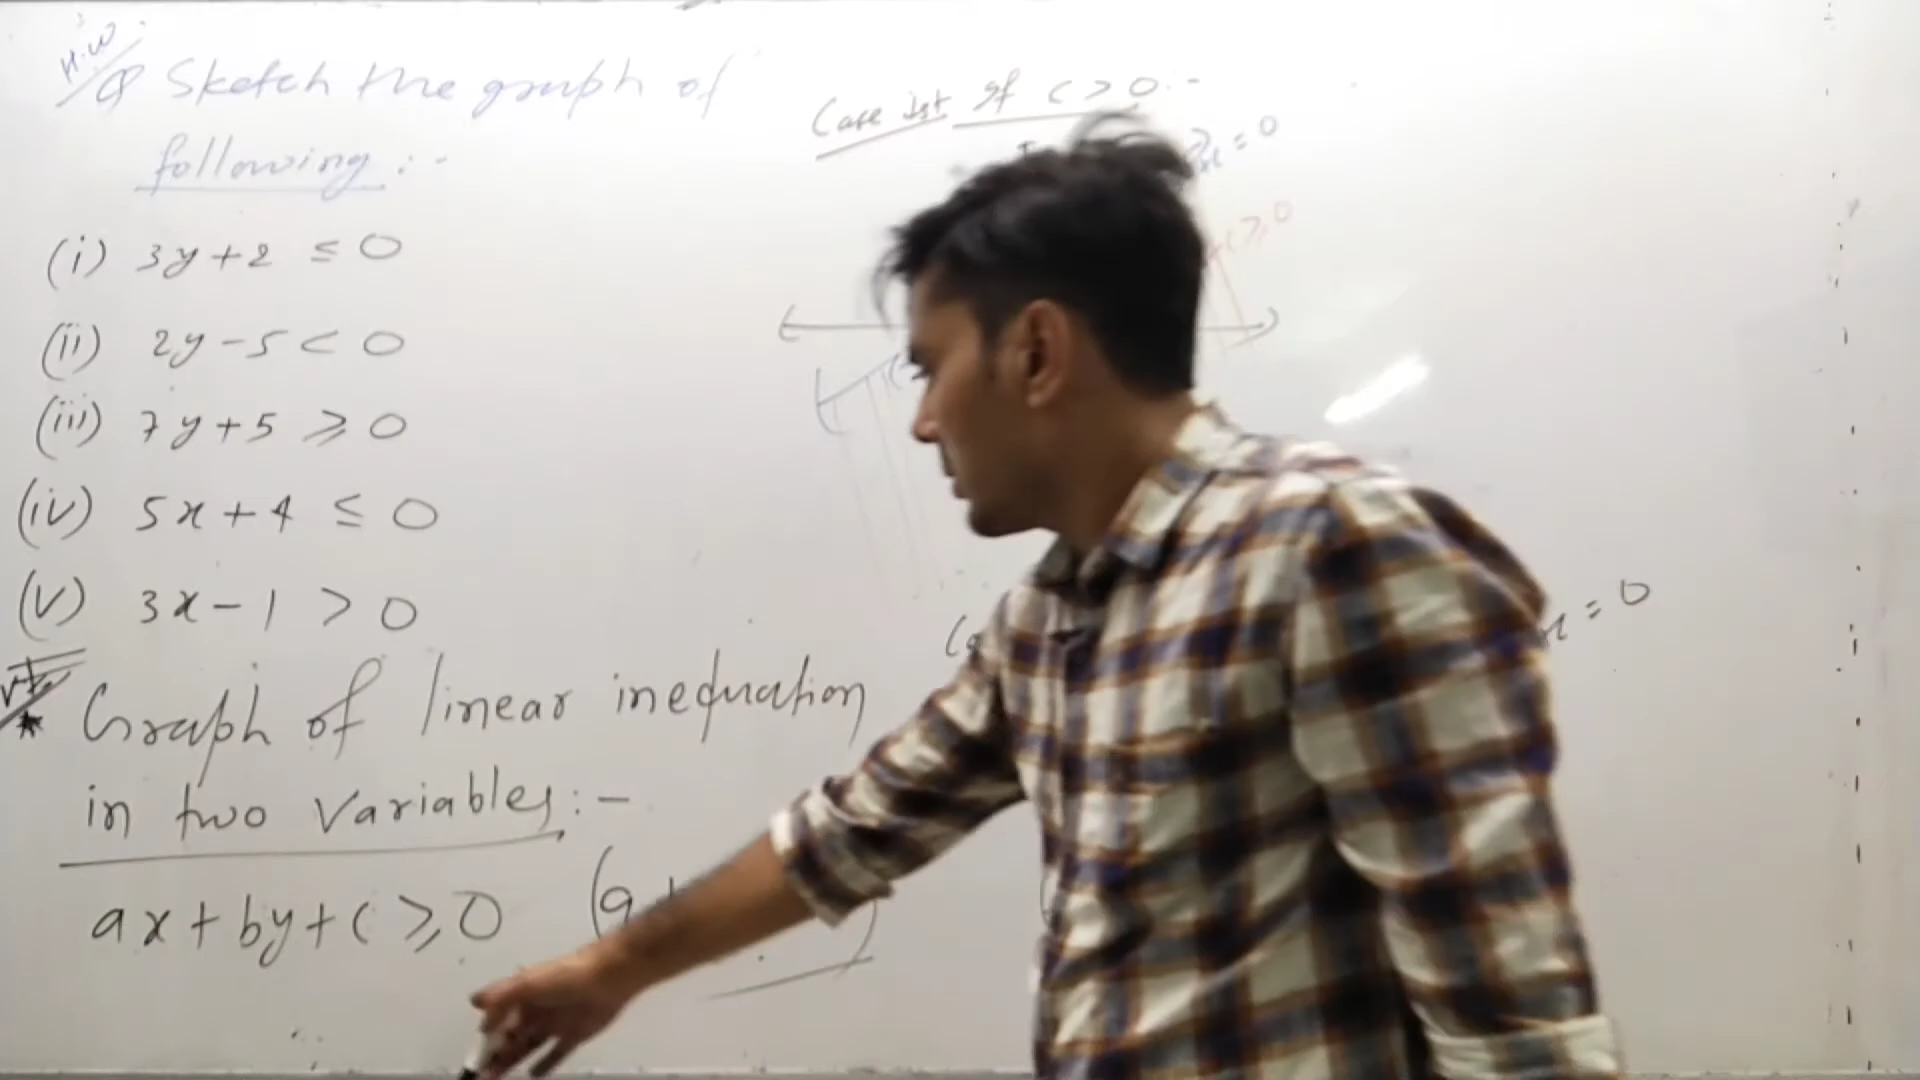 H.W
Q Sketch the graph of
following :-
(i) 3y+2 ≤ 0
(ii) 2y-5 < 0
(iii) 7y+5 ⩾ 0
(iv) 5x+4 ≤ 0
(v) 3x-1 > 0
* Graph of linear inequation
in two variables :-
ax+by+c ⩾ 0 (a
Case Ist If c > 0 :-
= 0
c ⩾ 0
= 0